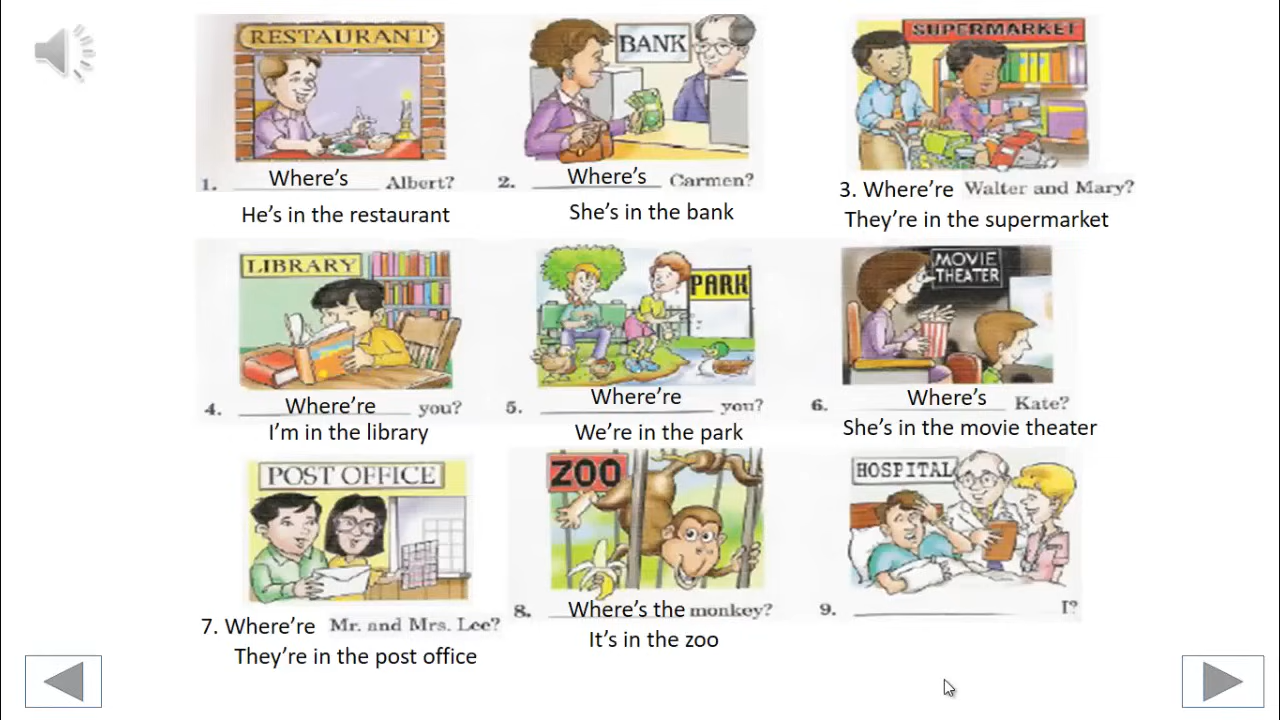 RESTAURANT
1. Where's Albert?
He's in the restaurant
BANK
2. Where's Carmen?
She's in the bank
SUPERMARKET
3. Where're Walter and Mary?
They're in the supermarket
LIBRARY
4. Where're you?
I'm in the library
PARK
5. Where're you?
We're in the park
MOVIE
THEATER
6. Where's Kate?
She's in the movie theater
POST OFFICE
7. Where're Mr. and Mrs. Lee?
They're in the post office
ZOO
8. Where's the monkey?
It's in the zoo
HOSPITAL
9. I?